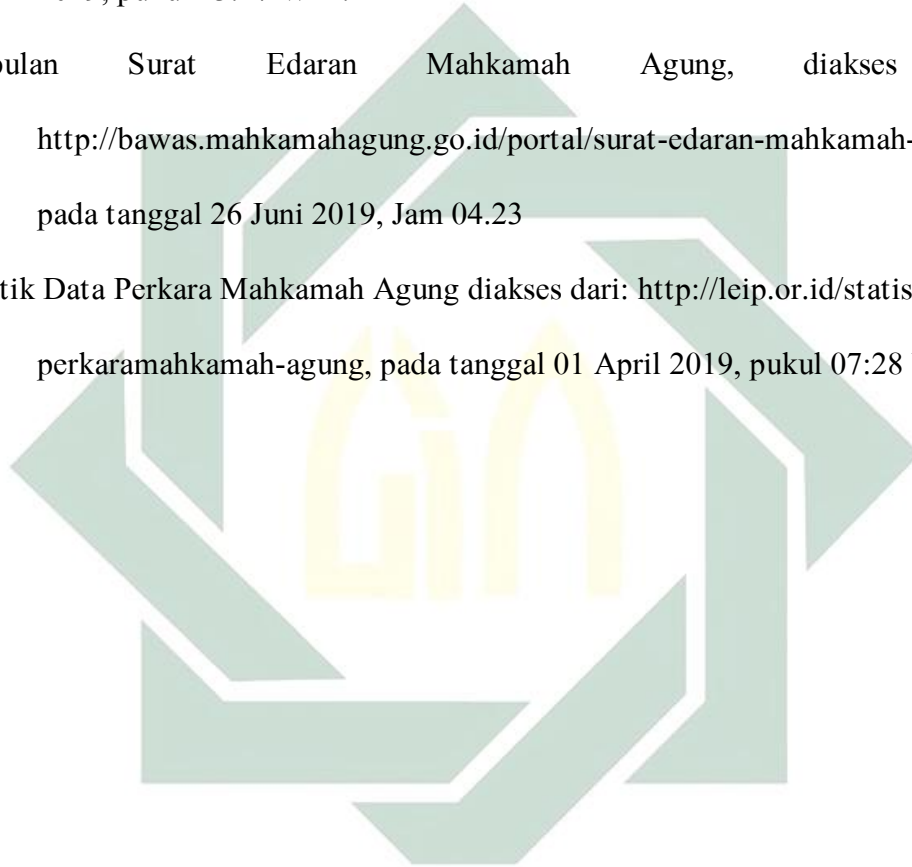 pulan Surat Edaran Mahkamah Agung, diakses
http://bawas.mahkamahagung.go.id/portal/surat-edaran-mahkamah-
pada tanggal 26 Juni 2019, Jam 04.23
tik Data Perkara Mahkamah Agung diakses dari: http://leip.or.id/statis
perkaramahkamah-agung, pada tanggal 01 April 2019, pukul 07:28